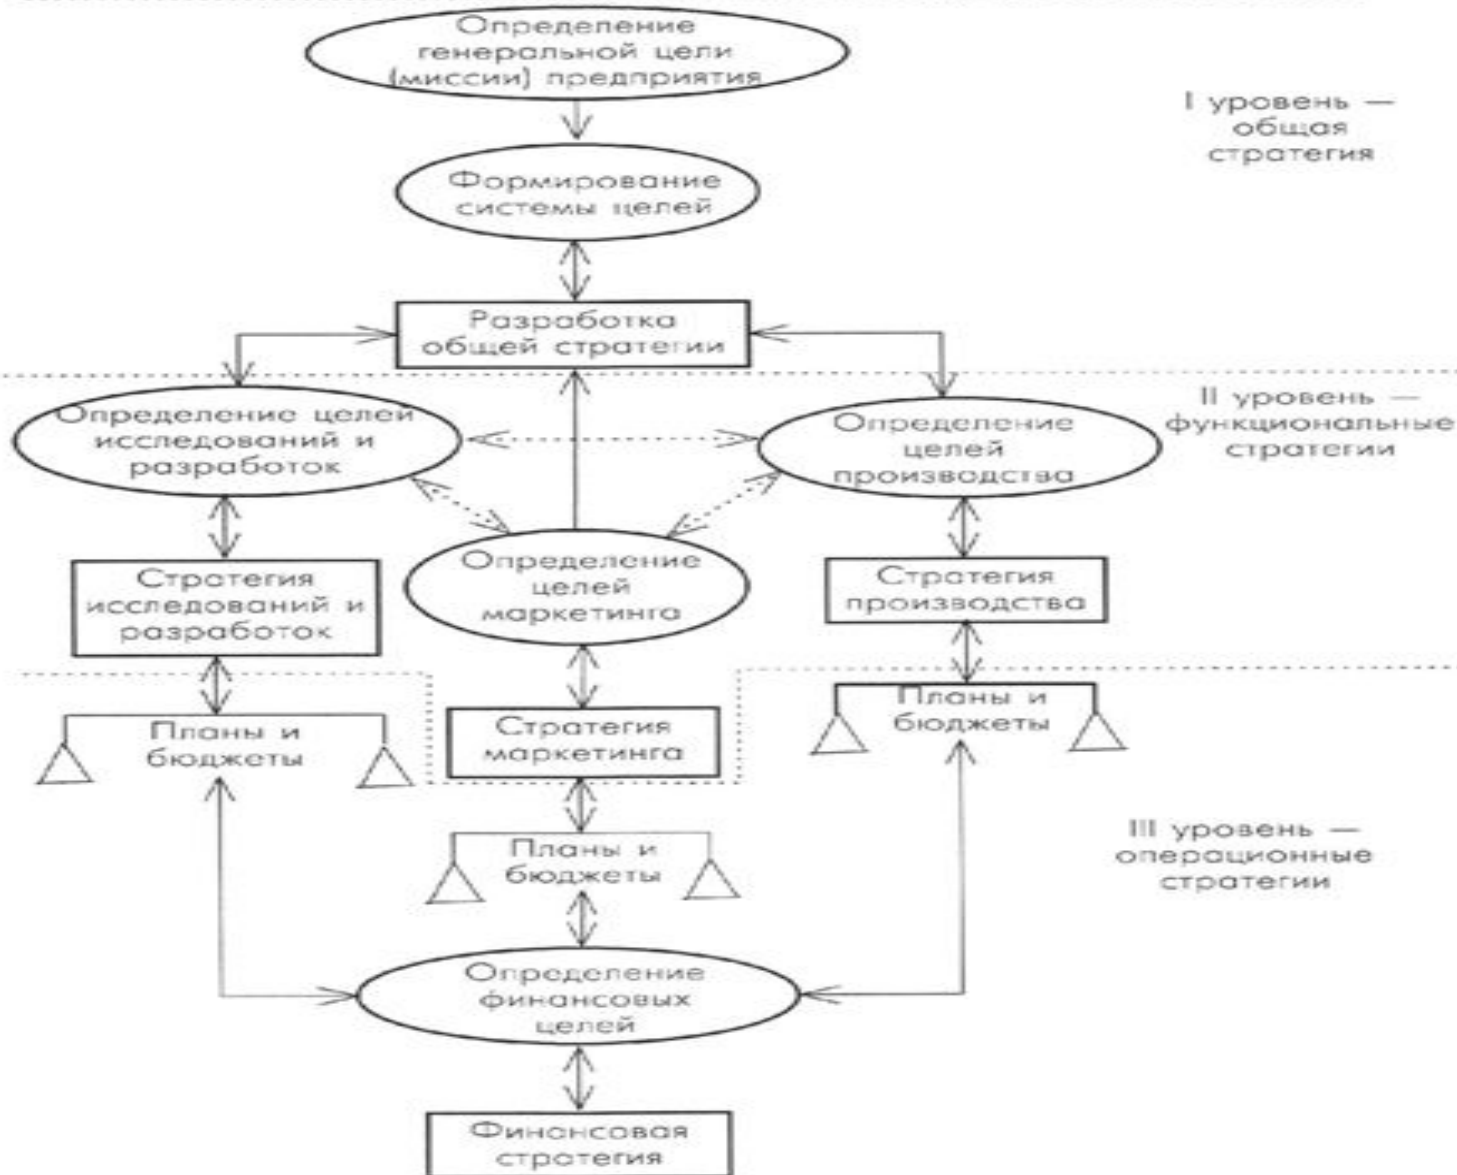 Определение
генеральной цели
(миссии) предприятия
I уровень —
общая
стратегия
Формирование
системы целей
Разработка
общей стратегии
II уровень —
функциональные
стратегии
Определение целей
исследований и
разработок
Определение
целей
производства
Определение
целей
маркетинга
Стратегия
исследований и
разработок
Стратегия
производства
Планы и
бюджеты
Стратегия
маркетинга
Планы и
бюджеты
Планы и
бюджеты
III уровень —
операционные
стратегии
Определение
финансовых
целей
Финансовая
стратегия